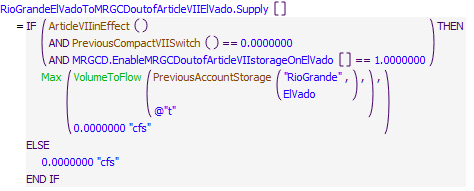 RioGrandeElVadoToMRGCDoutofArticleVIIElVado.Supply []
= IF ( ArticleVIIinEffect () ) THEN
AND PreviousCompactVIISwitch () == 0.0000000
AND MRGCD.EnableMRGCDoutofArticleVIIstorageOnElVado [] == 1.0000000
Max ( VolumeToFlow ( PreviousAccountStorage ( "RioGrande" , ) , ) ,
ElVado
@"t"
0.0000000 "cfs" )
ELSE
0.0000000 "cfs"
END IF